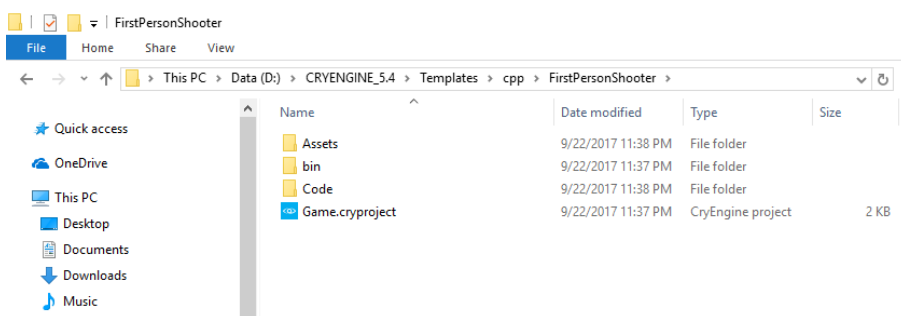 FirstPersonShooter
File Home Share View
This PC > Data (D:) > CRYENGINE_5.4 > Templates > cpp > FirstPersonShooter >
Quick access
OneDrive
This PC
Desktop
Documents
Downloads
Music
Name Date modified Type Size
Assets 9/22/2017 11:38 PM File folder
bin 9/22/2017 11:37 PM File folder
Code 9/22/2017 11:38 PM File folder
Game.cryproject 9/22/2017 11:37 PM CryEngine project 2 KB